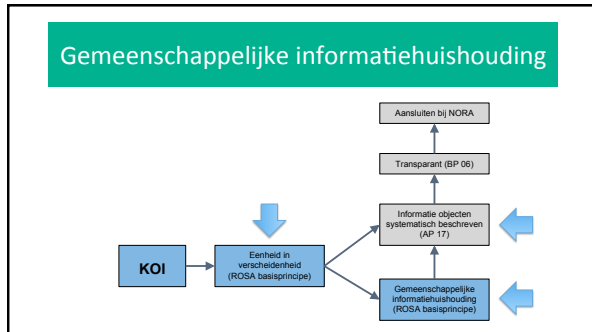 Gemeenschappelijke informatiehuishouding
Aansluiten bij NORA
Transparant (BP 06)
Informatie objecten
systematisch beschreven
(AP 17)
KOI
Eenheid in
verscheidenheid
(ROSA basisprincipe)
Gemeenschappelijke
informatiehuishouding
(ROSA basisprincipe)